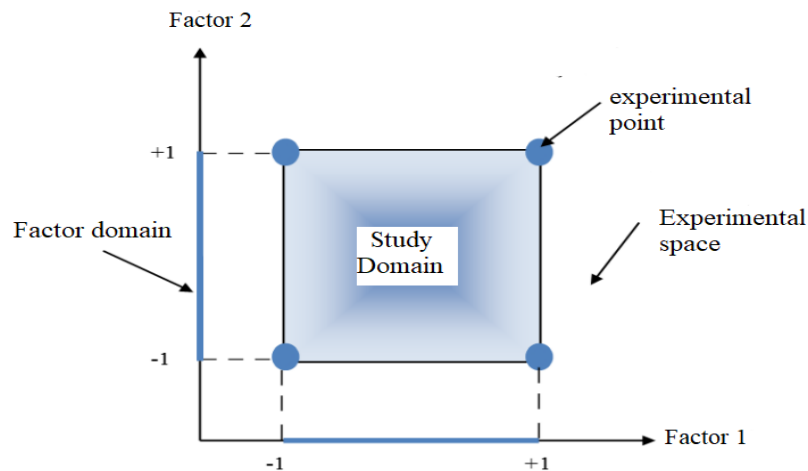 Factor 2
experimental
point
+1
Factor domain
Study
Domain
Experimental
space
-1
Factor 1
-1
+1